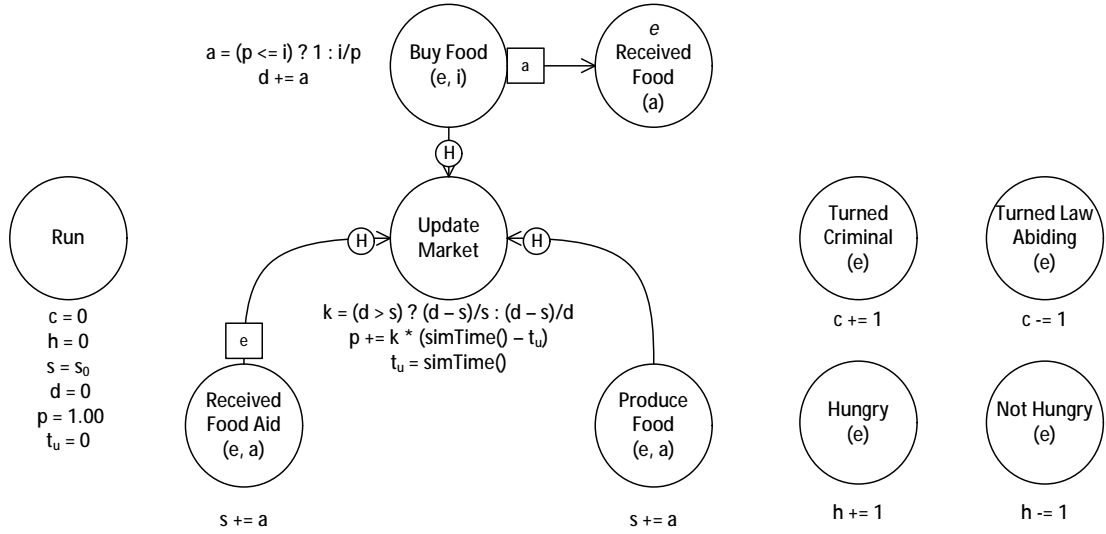 a = (p <= i) ? 1 : i/p
d += a
Buy Food
(e, i)
a
e
Received
Food
(a)
H
Run
c = 0
h = 0
s = s₀
d = 0
p = 1.00
tᵤ = 0
H
Update
Market
H
k = (d > s) ? (d – s)/s : (d – s)/d
p += k * (simTime() – tᵤ)
tᵤ = simTime()
e
Received
Food Aid
(e, a)
s += a
Produce
Food
(e, a)
s += a
Turned
Criminal
(e)
c += 1
Turned Law
Abiding
(e)
c -= 1
Hungry
(e)
h += 1
Not Hungry
(e)
h -= 1